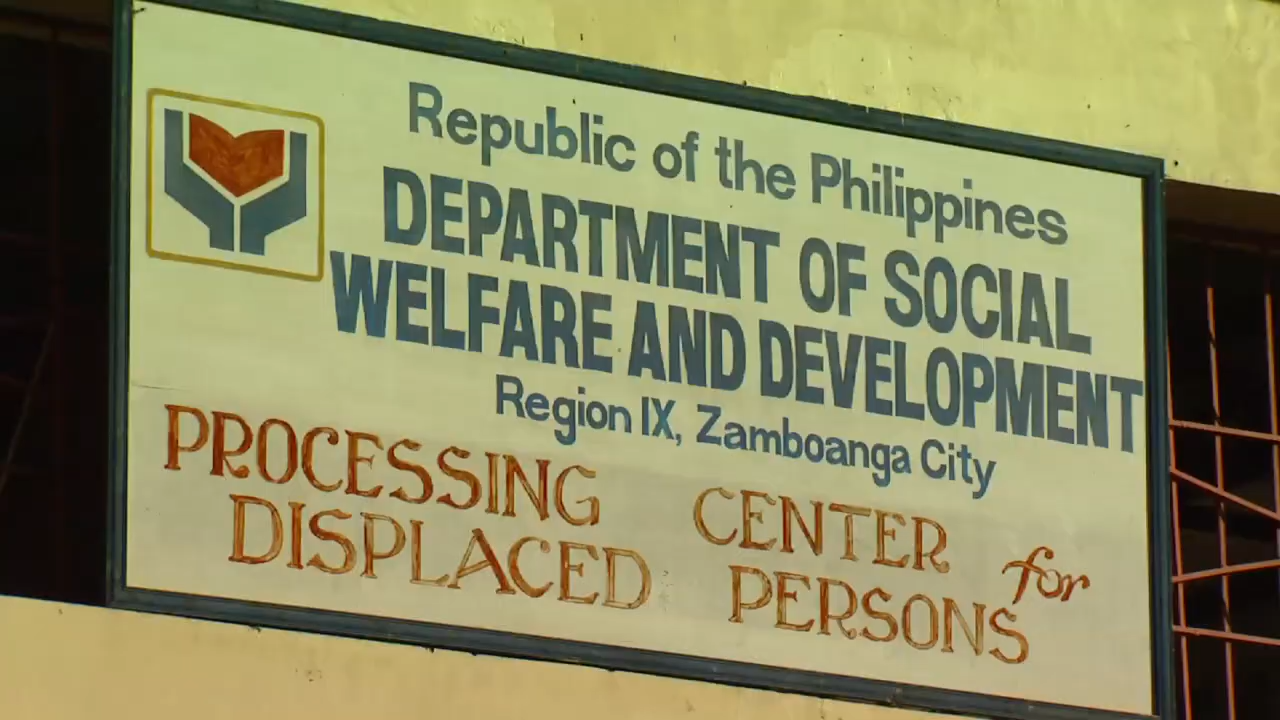 Republic of the Philippines
DEPARTMENT OF SOCIAL
WELFARE AND DEVELOPMENT
Region IX, Zamboanga City
PROCESSING CENTER for
DISPLACED PERSONS